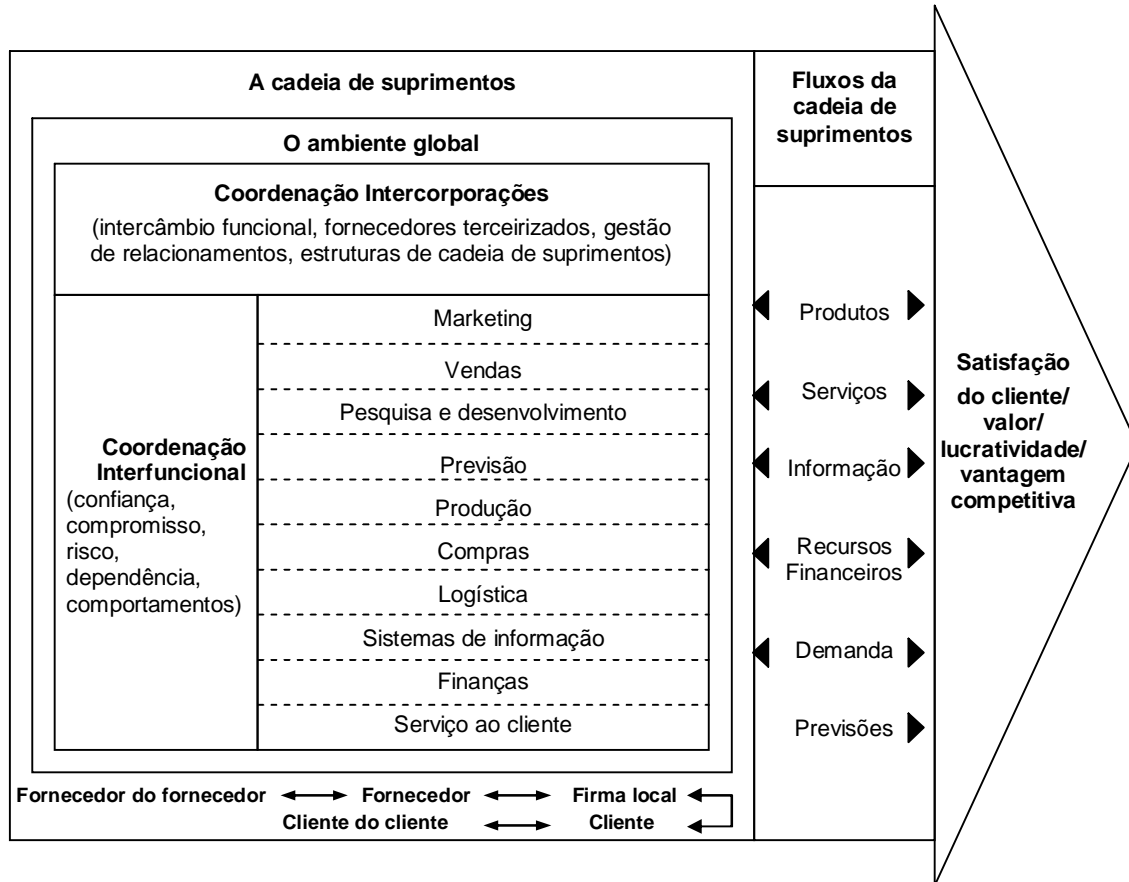 A cadeia de suprimentos
O ambiente global
Coordenação Intercorporações
(intercâmbio funcional, fornecedores terceirizados, gestão
de relacionamentos, estruturas de cadeia de suprimentos)
Coordenação
Interfuncional
(confiança,
compromisso,
risco,
dependência,
comportamentos)
Marketing
Vendas
Pesquisa e desenvolvimento
Previsão
Produção
Compras
Logística
Sistemas de informação
Finanças
Serviço ao cliente
Fornecedor do fornecedor Fornecedor Firma local
Cliente do cliente Cliente
Fluxos da
cadeia de
suprimentos
Produtos
Serviços
Informação
Recursos
Financeiros
Demanda
Previsões
Satisfação
do cliente/
valor/
lucratividade/
vantagem
competitiva